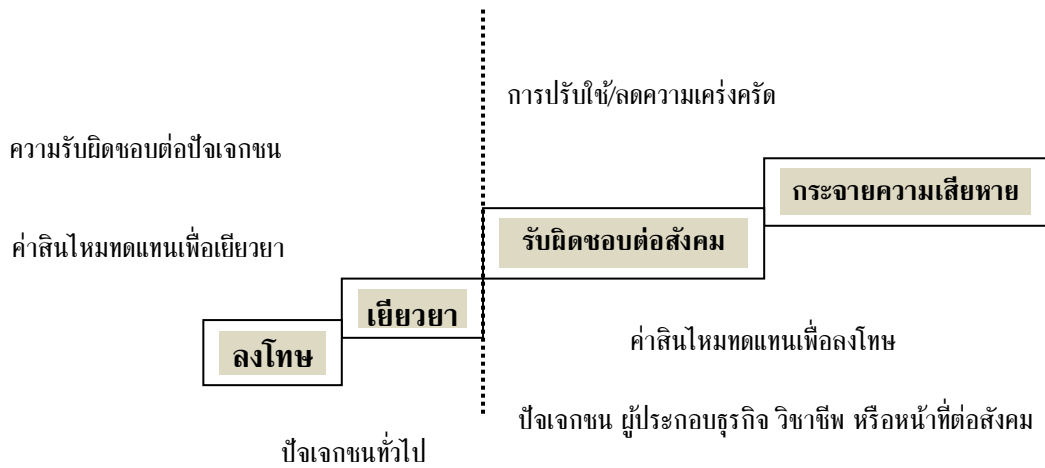 การปรับใช้/ลดความเคร่งครัด
ความรับผิดชอบต่อปัจเจกชน
กระจายความเสียหาย
รับผิดชอบต่อสังคม
ค่าสินไหมทดแทนเพื่อเยียวยา
เยียวยา
ค่าสินไหมทดแทนเพื่อลงโทษ
ลงโทษ
ปัจเจกชน ผู้ประกอบธุรกิจ วิชาชีพ หรือหน้าที่ต่อสังคม
ปัจเจกชนทั่วไป